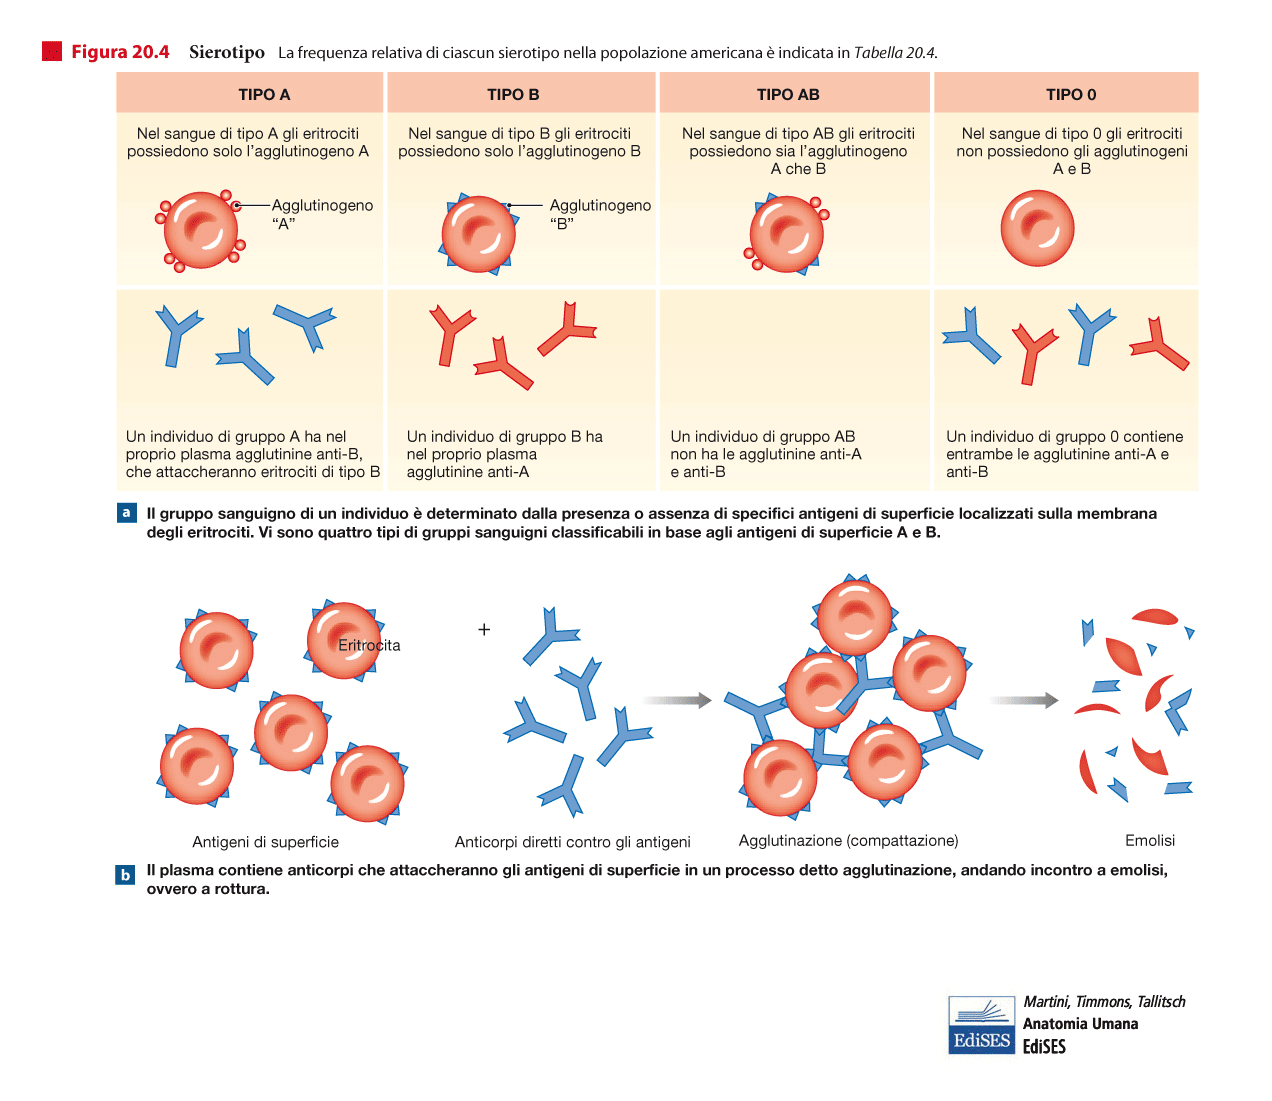 Figura 20.4 Sierotipo La frequenza relativa di ciascun sierotipo nella popolazione americana è indicata in Tabella 20.4.
TIPO A
TIPO B
TIPO AB
TIPO 0
Nel sangue di tipo A gli eritrociti
possiedono solo l'agglutinogeno A
Nel sangue di tipo B gli eritrociti
possiedono solo l'agglutinogeno B
Nel sangue di tipo AB gli eritrociti
possiedono sia l'agglutinogeno
A che B
Nel sangue di tipo 0 gli eritrociti
non possiedono gli agglutinogeni
A e B
Agglutinogeno
“A”
Agglutinogeno
“B”
Un individuo di gruppo A ha nel
proprio plasma agglutinine anti-B,
che attaccheranno eritrociti di tipo B
Un individuo di gruppo B ha
nel proprio plasma
agglutinine anti-A
Un individuo di gruppo AB
non ha le agglutinine anti-A
e anti-B
Un individuo di gruppo 0 contiene
entrambe le agglutinine anti-A e
anti-B
a Il gruppo sanguigno di un individuo è determinato dalla presenza o assenza di specifici antigeni di superficie localizzati sulla membrana
degli eritrociti. Vi sono quattro tipi di gruppi sanguigni classificabili in base agli antigeni di superficie A e B.
Eritrocita
+
Antigeni di superficie
Anticorpi diretti contro gli antigeni
Agglutinazione (compattazione)
Emolisi
b Il plasma contiene anticorpi che attaccheranno gli antigeni di superficie in un processo detto agglutinazione, andando incontro a emolisi,
ovvero a rottura.
EdiSES
Martini, Timmons, Tallitsch
Anatomia Umana
EdiSES